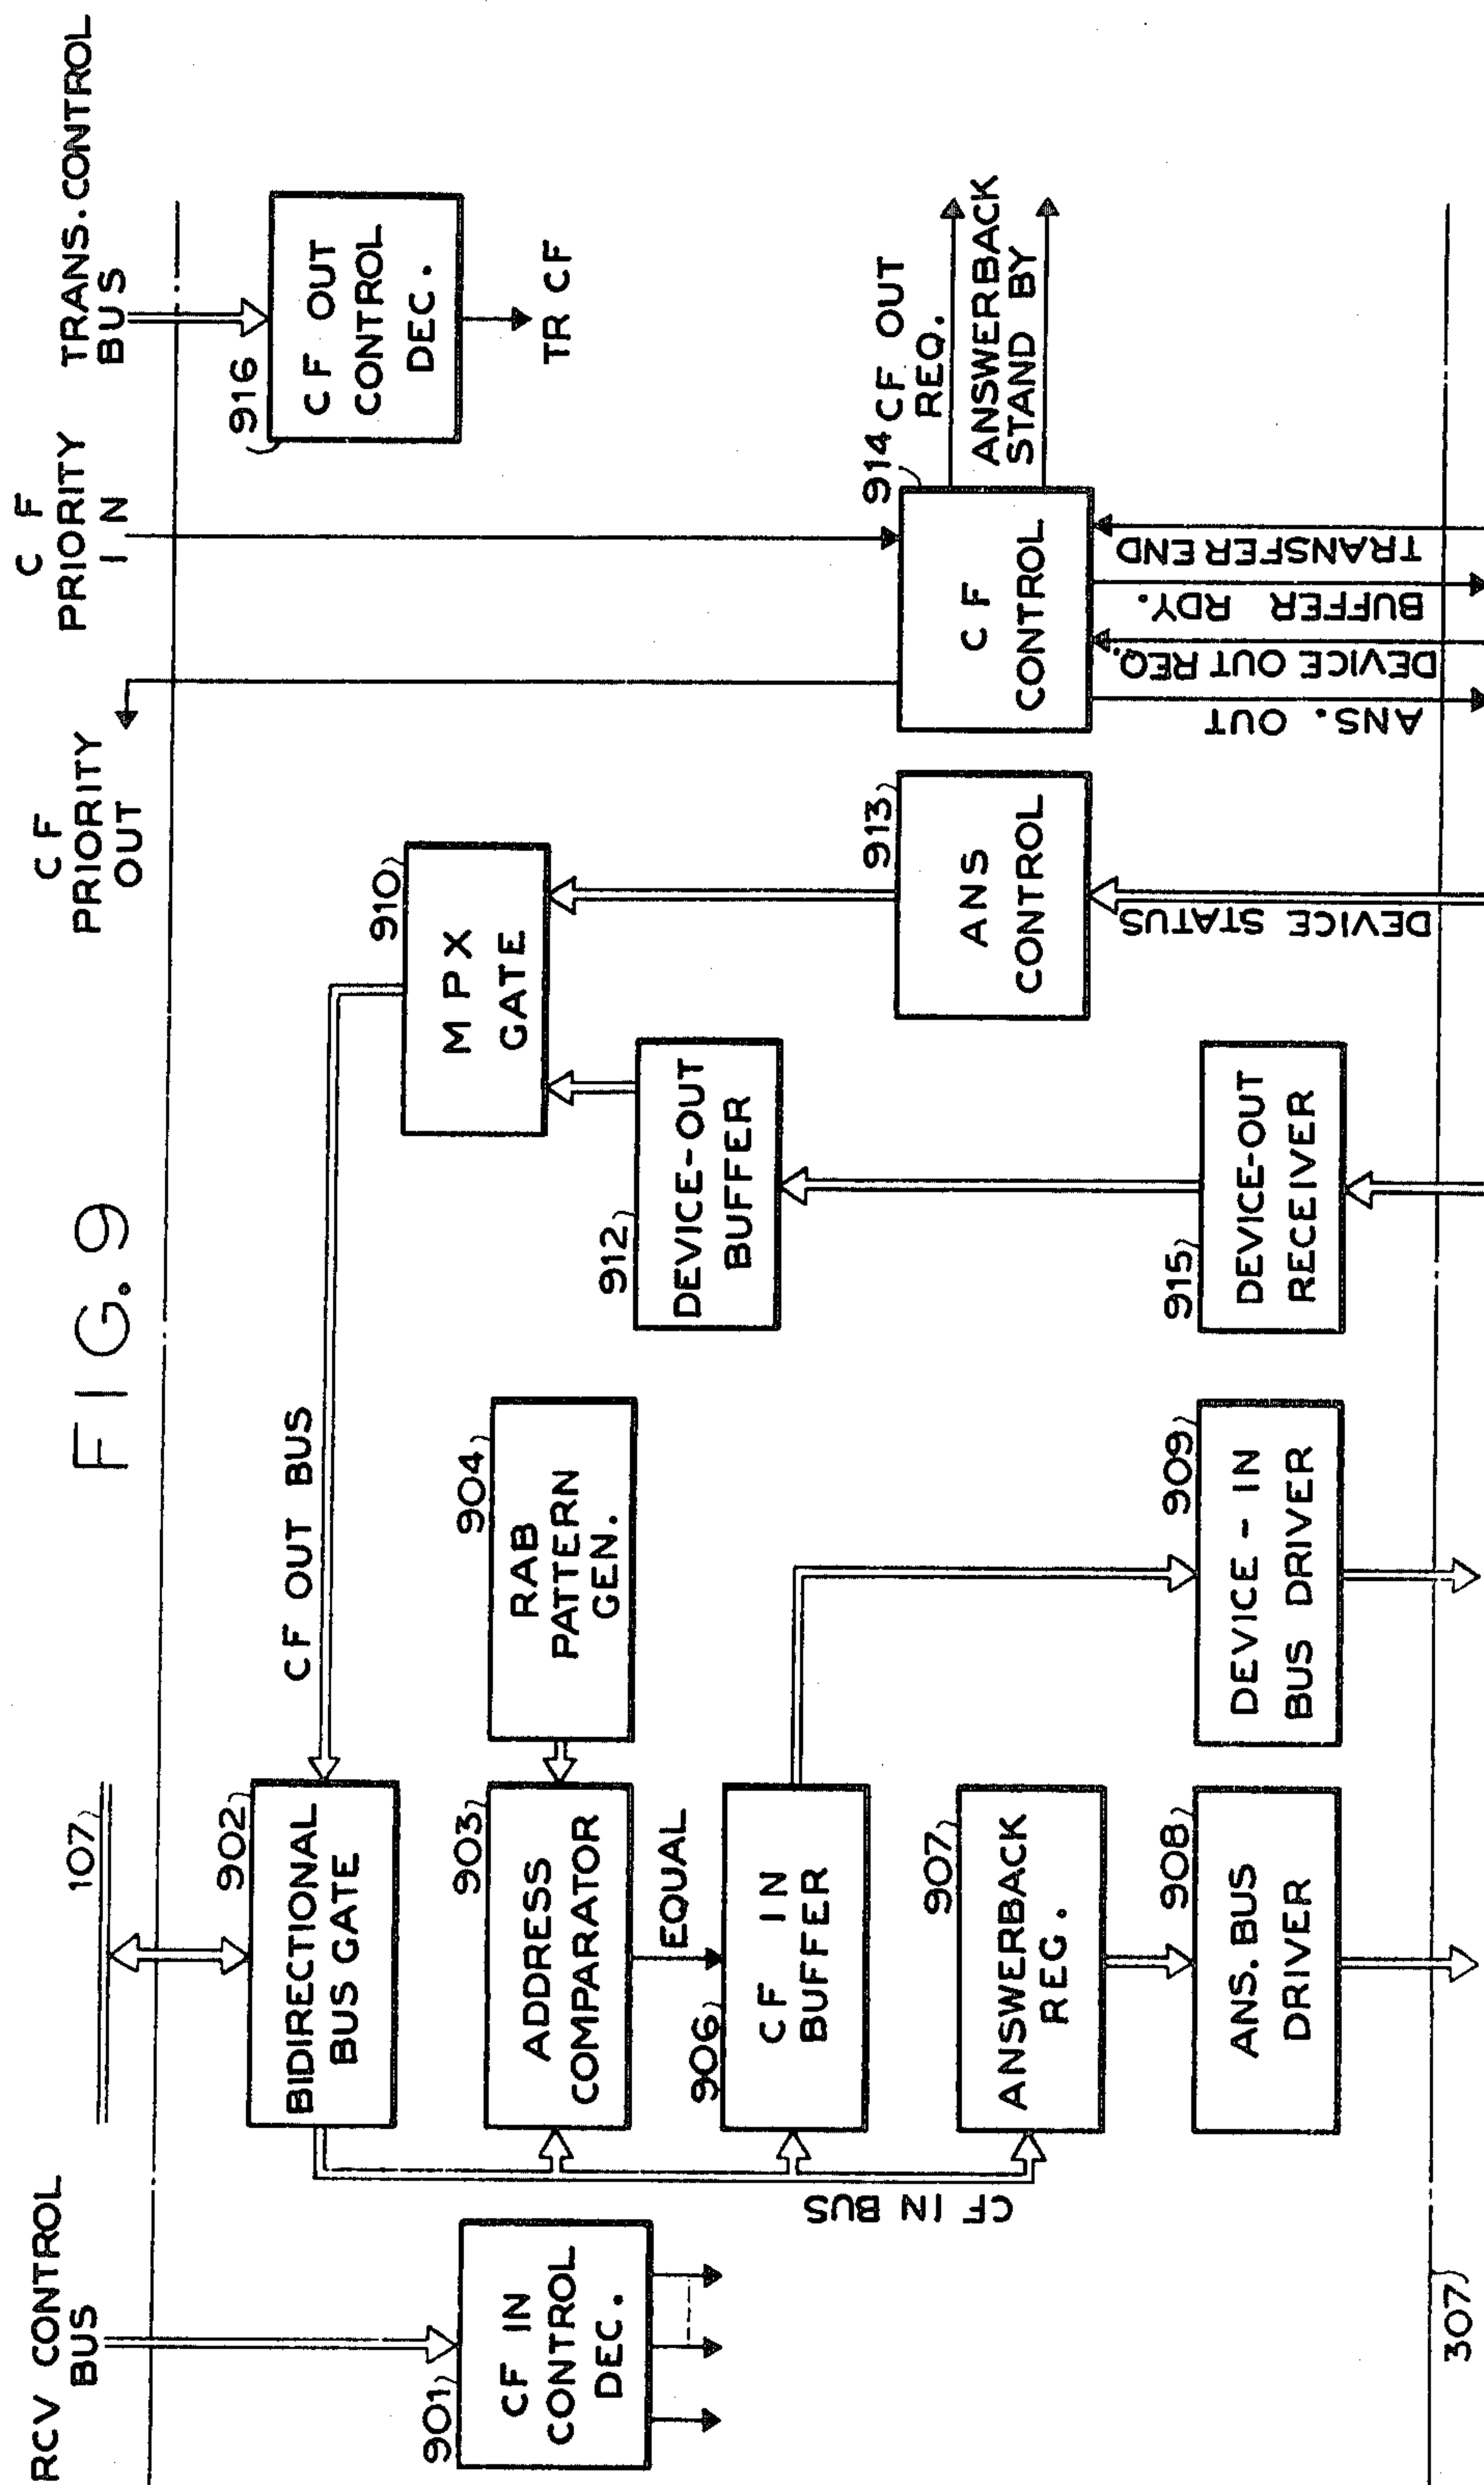 FIG. 9
RCV CONTROL
BUS
107
CF
PRIORITY
OUT
CF
PRIORITY
IN
TRANS. CONTROL
BUS
901
CF IN
CONTROL
DEC.
902
BIDIRECTIONAL
BUS GATE
CF OUT BUS
916
CF OUT
CONTROL
DEC.
TR CF
903
ADDRESS
COMPARATOR
904
RAB
PATTERN
GEN.
910
MPX
GATE
EQUAL
906
CF IN
BUFFER
912
DEVICE-OUT
BUFFER
CF IN BUS
907
ANSWERBACK
REG.
913
ANS
CONTROL
914
CF
CONTROL
CF OUT
REQ.
ANSWERBACK
STAND BY
908
ANS. BUS
DRIVER
909
DEVICE-IN
BUS DRIVER
915
DEVICE-OUT
RECEIVER
DEVICE STATUS
ANS. OUT
DEVICE OUT REQ.
BUFFER RDY.
TRANSFER END
307